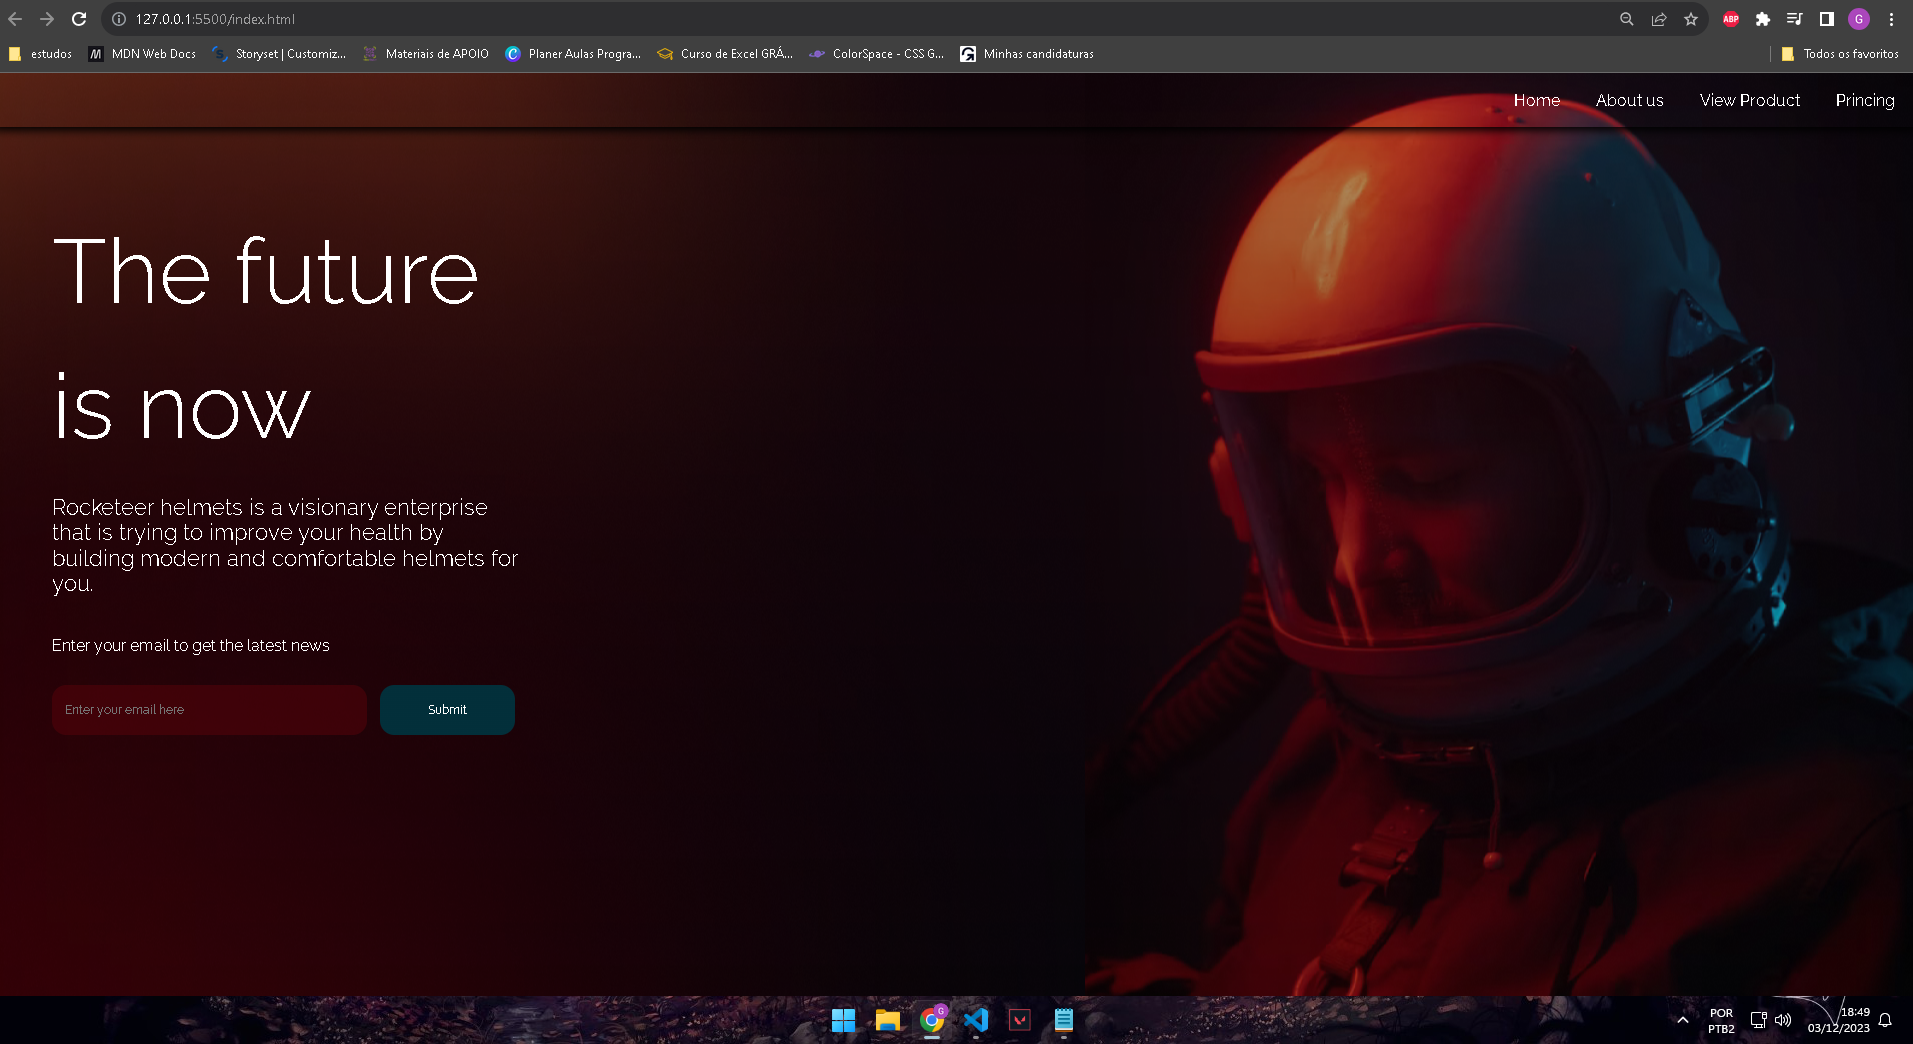 127.0.0.1:5500/index.html
ABP
G
estudos
MDN Web Docs
Storyset | Customiz...
Materiais de APOIO
Planer Aulas Progra...
Curso de Excel GRÁ...
ColorSpace - CSS G...
Minhas candidaturas
Todos os favoritos
Home
About us
View Product
Princing
The future
is now
Rocketeer helmets is a visionary enterprise
that is trying to improve your health by
building modern and comfortable helmets for
you.
Enter your email to get the latest news
Enter your email here
Submit
G
POR
PTB2
18:49
03/12/2023